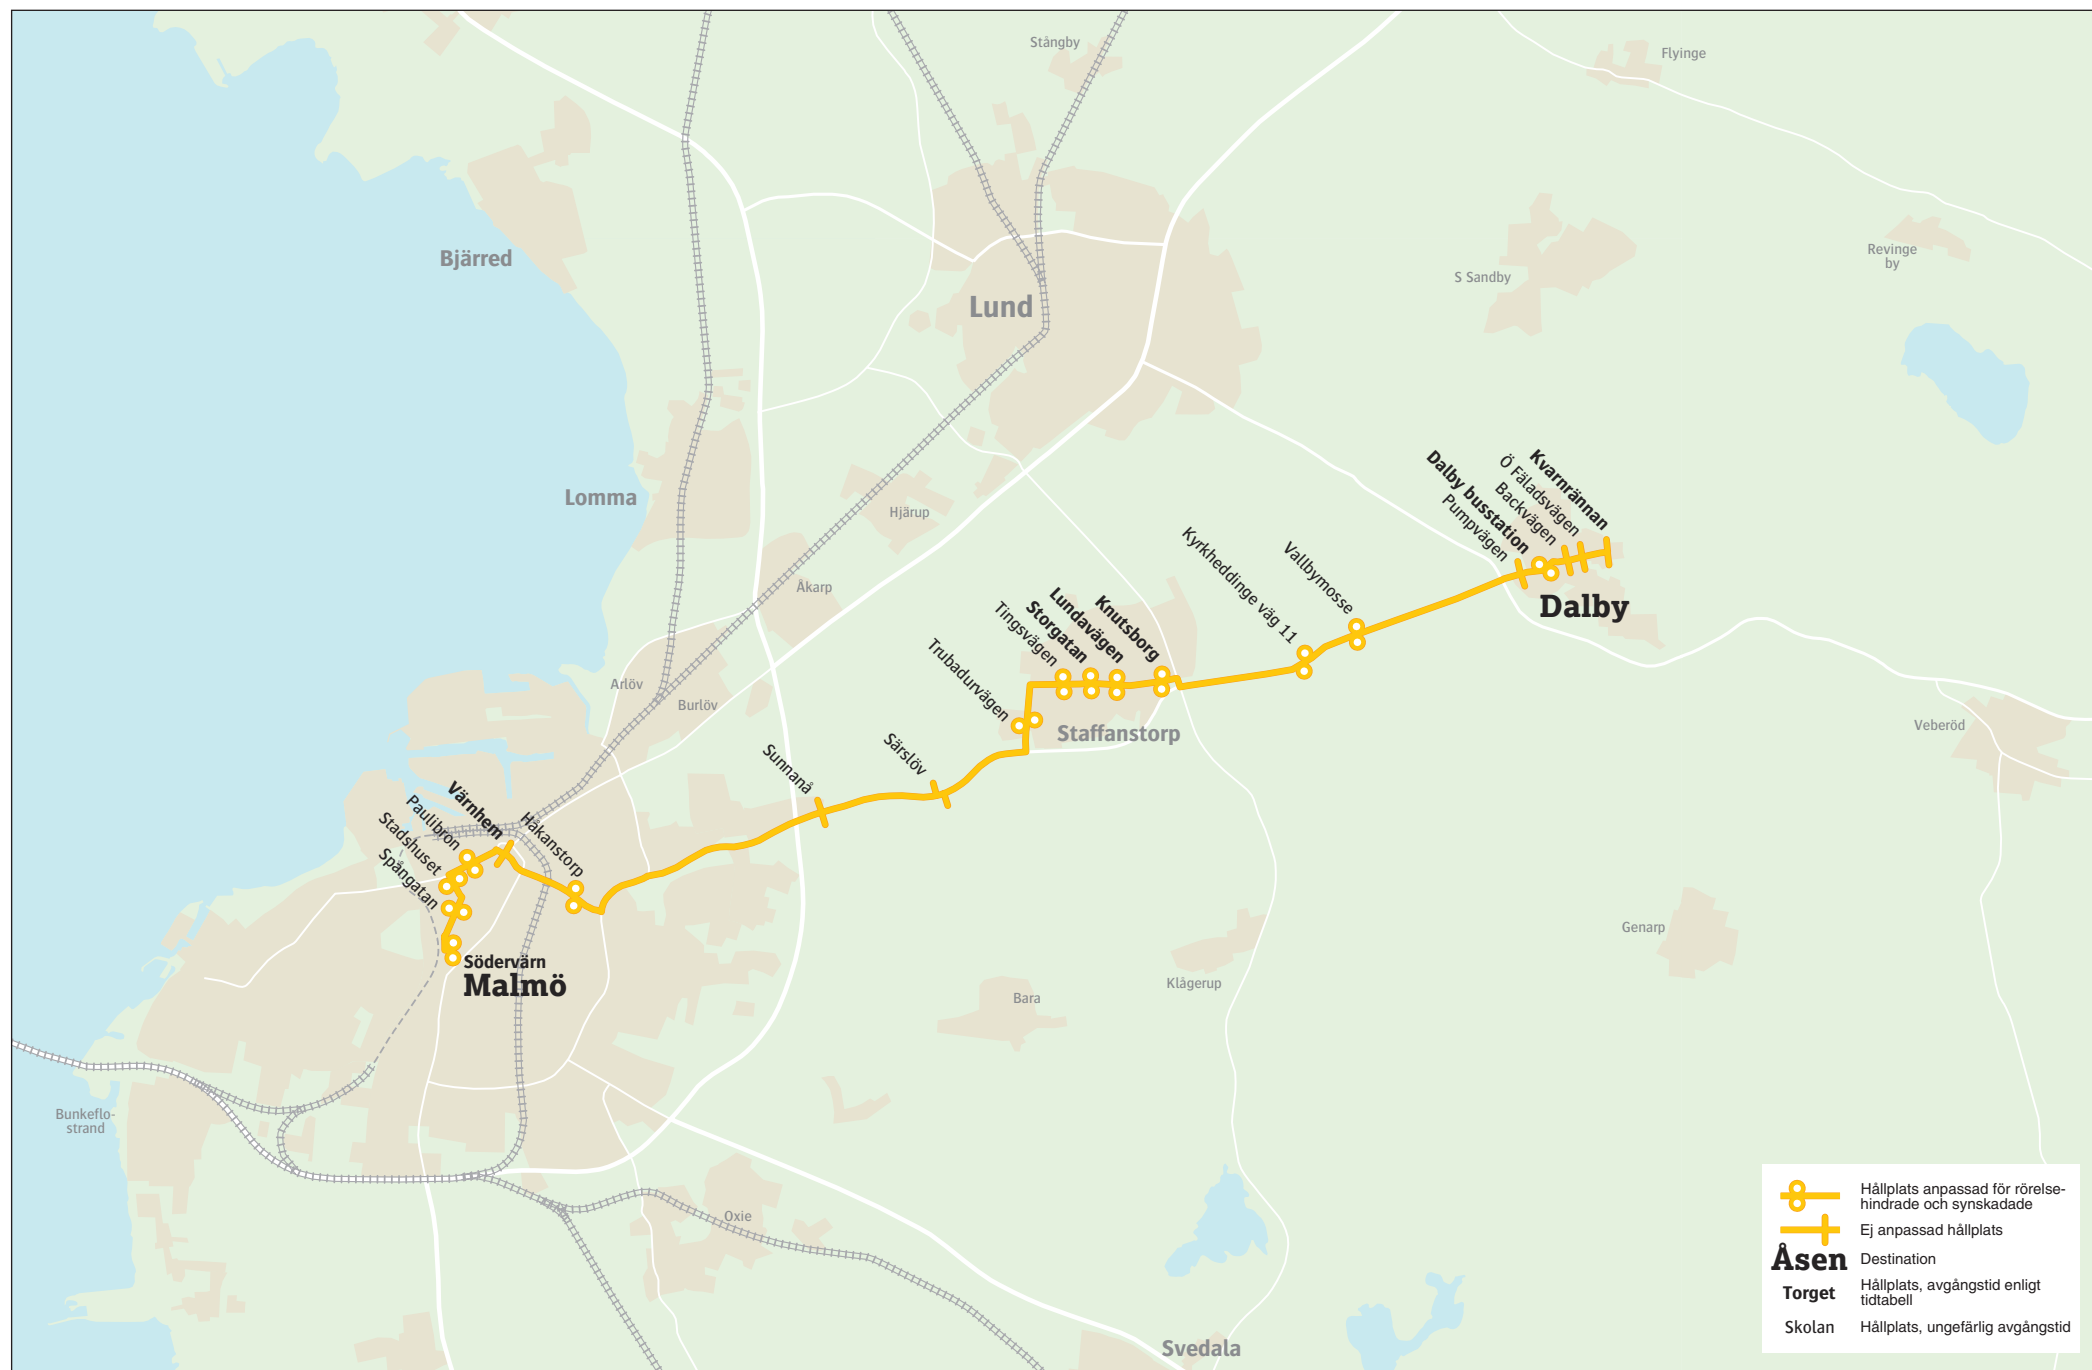 Stångby
Flyinge
Bjärred
Lund
S Sandby
Revinge
by
Lomma
Hjärup
Åkarp
Arlöv
Burlöv
Kvarnrännan
Ö Fäladsvägen
Backvägen
Dalby busstation
Pumpvägen
Dalby
Vallbymosse
Kyrkheddinge väg 11
Knutsborg
Lundavägen
Storgatan
Tingsvägen
Trubadurvägen
Staffanstorp
Veberöd
Särslöv
Sunnanå
Värnhem
Håkanstorp
Paulibron
Stadshuset
Spångatan
Södervärn
Malmö
Genarp
Klågerup
Bara
Bunkeflo-
strand
Oxie
Svedala
Hållplats anpassad för rörelse-
hindrade och synskadade
Ej anpassad hållplats
Åsen Destination
Torget Hållplats, avgångstid enligt
tidtabell
Skolan Hållplats, ungefärlig avgångstid